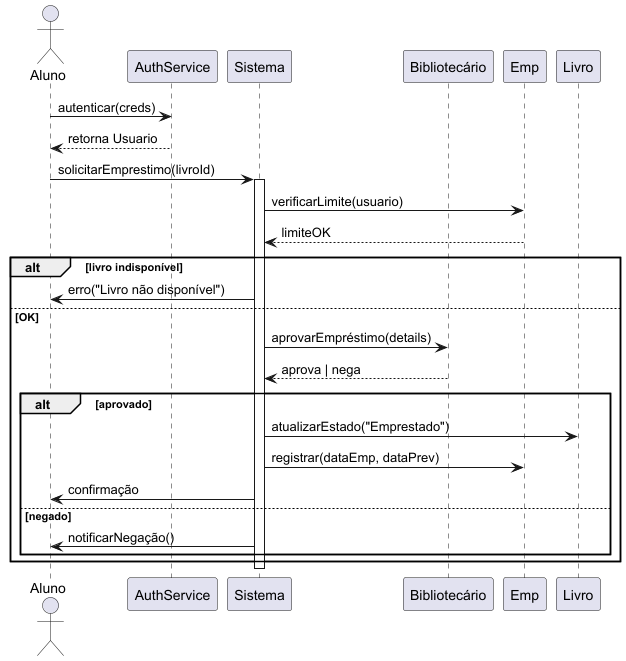 Aluno
AuthService
Sistema
Bibliotecário
Emp
Livro
autenticar(creds)
retorna Usuario
solicitarEmprestimo(livroId)
verificarLimite(usuario)
limiteOK
alt
[livro indisponível]
erro("Livro não disponível")
[OK]
aprovarEmpréstimo(details)
aprova | nega
alt
[aprovado]
atualizarEstado("Emprestado")
registrar(dataEmp, dataPrev)
confirmação
[negado]
notificarNegação()
Aluno
AuthService
Sistema
Bibliotecário
Emp
Livro